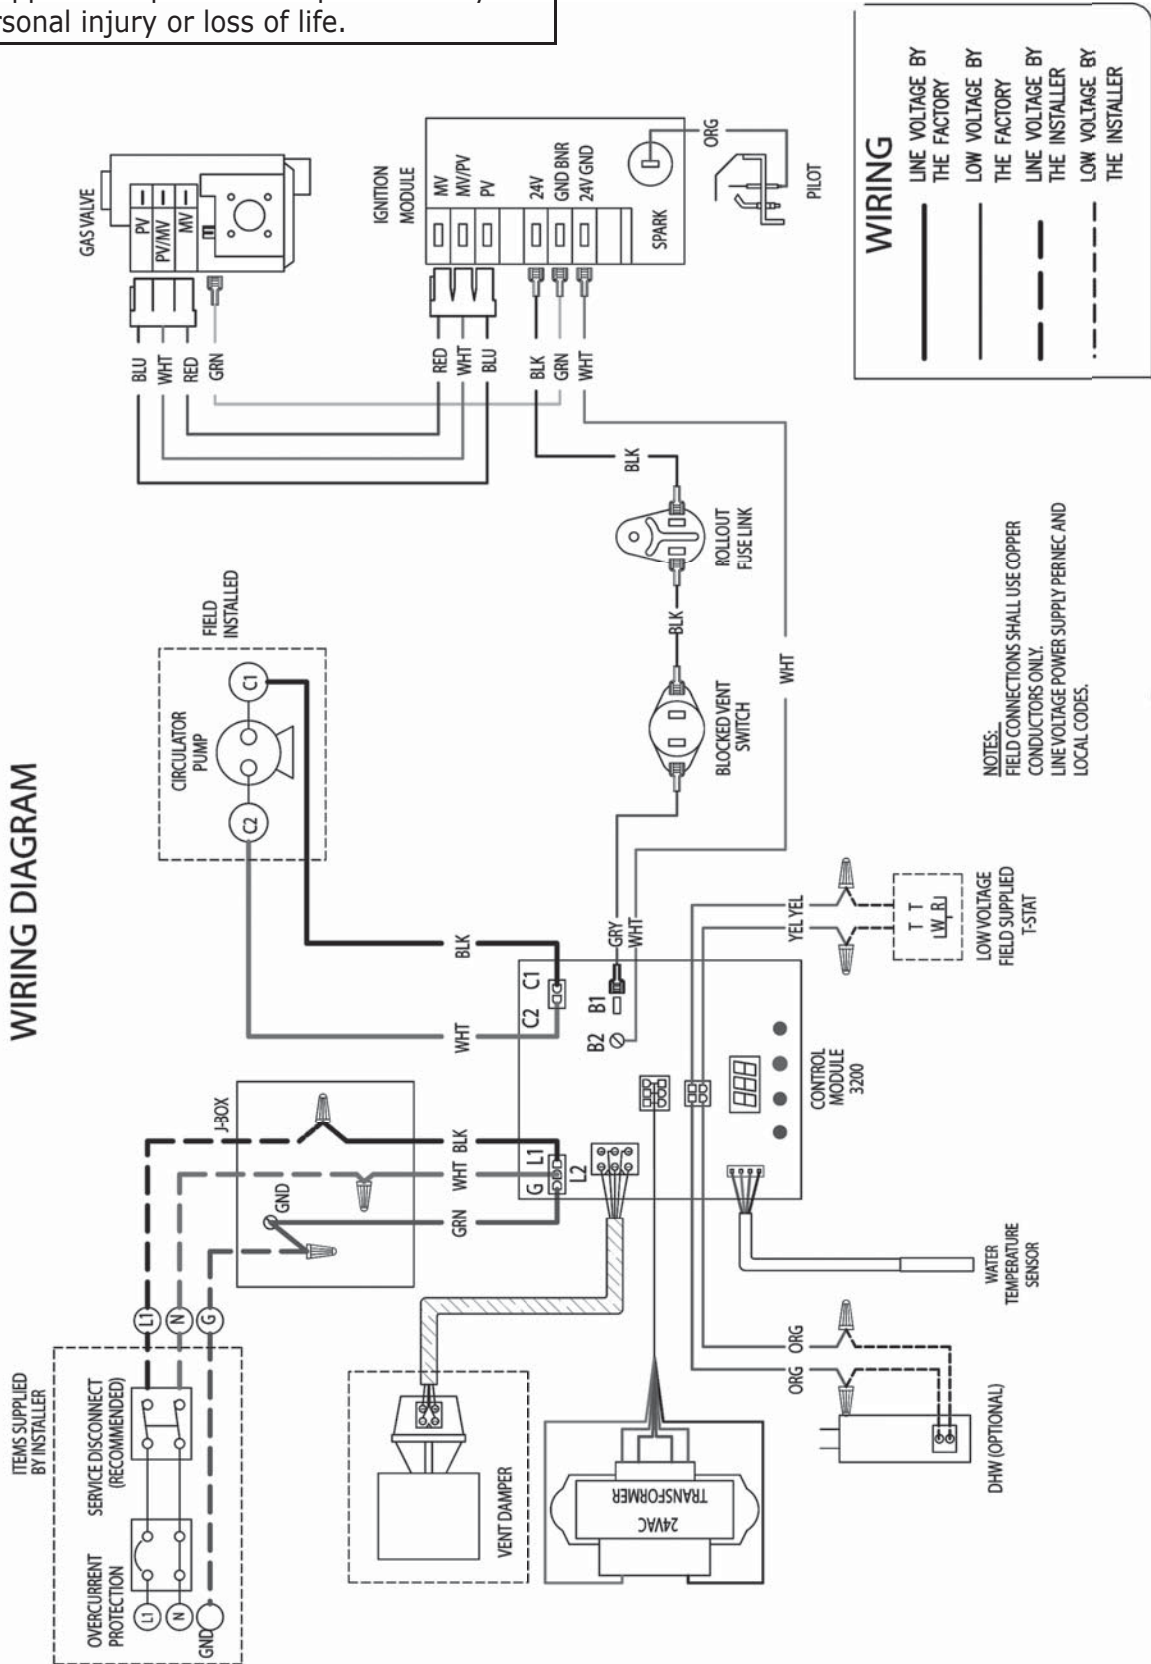 rsonal injury or loss of life.
WIRING DIAGRAM
ITEMS SUPPLIED
BY INSTALLER
OVERCURRENT
PROTECTION
SERVICE DISCONNECT
(RECOMMENDED)
L1
N
GND
L1
N
G
J-BOX
GND
GRN
WHT
BLK
G
L1
L2
VENT DAMPER
24VAC
TRANSFORMER
DHW (OPTIONAL)
ORG
ORG
WATER
TEMPERATURE
SENSOR
CONTROL
MODULE
3200
C2
C1
B2
B1
WHT
BLK
GRY
WHT
YEL
YEL
T T
W R
LOW VOLTAGE
FIELD SUPPLIED
T-STAT
CIRCULATOR
PUMP
C2
C1
FIELD
INSTALLED
BLOCKED VENT
SWITCH
BLK
ROLLOUT
FUSE LINK
BLK
WHT
GAS VALVE
PV
PV/MV
MV
BLU
WHT
RED
GRN
IGNITION
MODULE
MV
MV/PV
PV
24V
GND BNR
24V GND
SPARK
RED
WHT
BLU
BLK
GRN
WHT
ORG
PILOT
NOTES:
FIELD CONNECTIONS SHALL USE COPPER
CONDUCTORS ONLY.
LINE VOLTAGE POWER SUPPLY PER NEC AND
LOCAL CODES.
WIRING
LINE VOLTAGE BY
THE FACTORY
LOW VOLTAGE BY
THE FACTORY
LINE VOLTAGE BY
THE INSTALLER
LOW VOLTAGE BY
THE INSTALLER